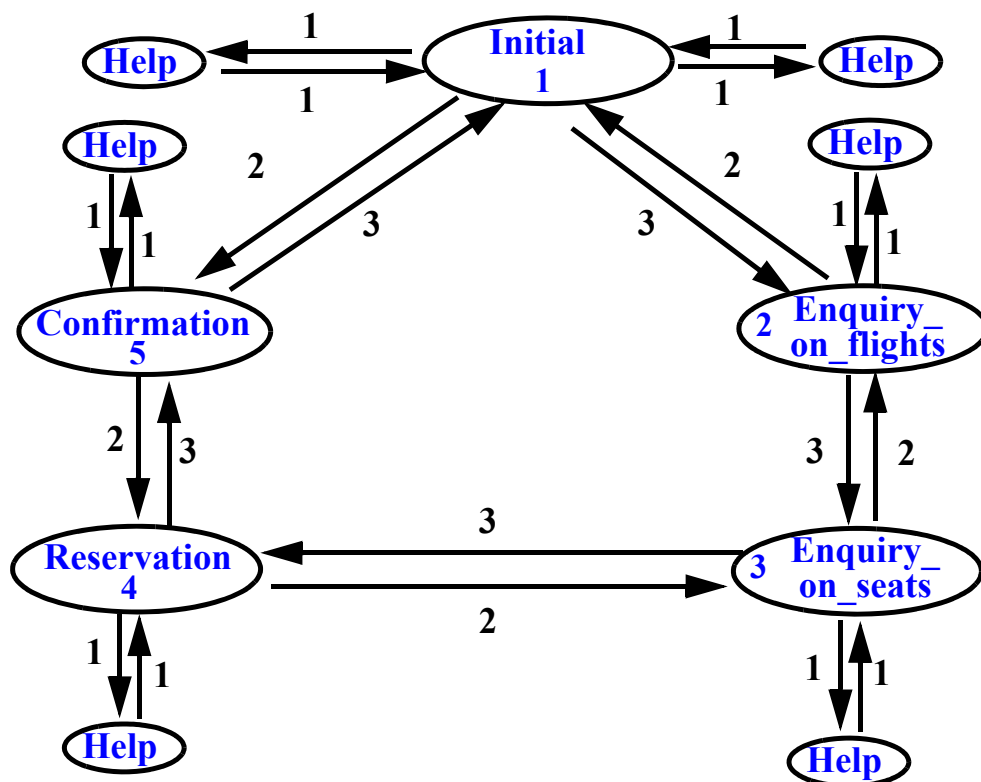 1
Initial
1
1
Help
Help
1
1
Help
Help
2
2
3
3
1
1
1
1
Confirmation
5
2
Enquiry_
on_flights
2
3
3
2
3
Reservation
4
3
Enquiry_
on_seats
2
1
1
1
1
Help
Help